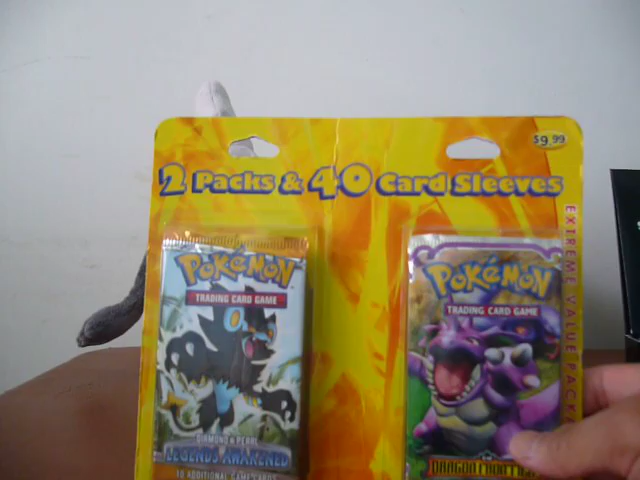 $9.99
2 Packs & 40 Card Sleeves
EXTREME VALUE PACK
POKéMON
TRADING CARD GAME
DIAMOND & PEARL
LEGENDS AWAKENED
10 ADDITIONAL GAME CARDS
POKéMON
TRADING CARD GAME
DRAGON